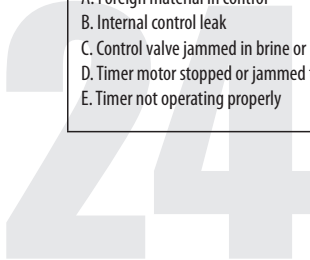 A. Foreign material in control
B. Internal control leak
C. Control valve jammed in brine or
D. Timer motor stopped or jammed
E. Timer not operating properly
24